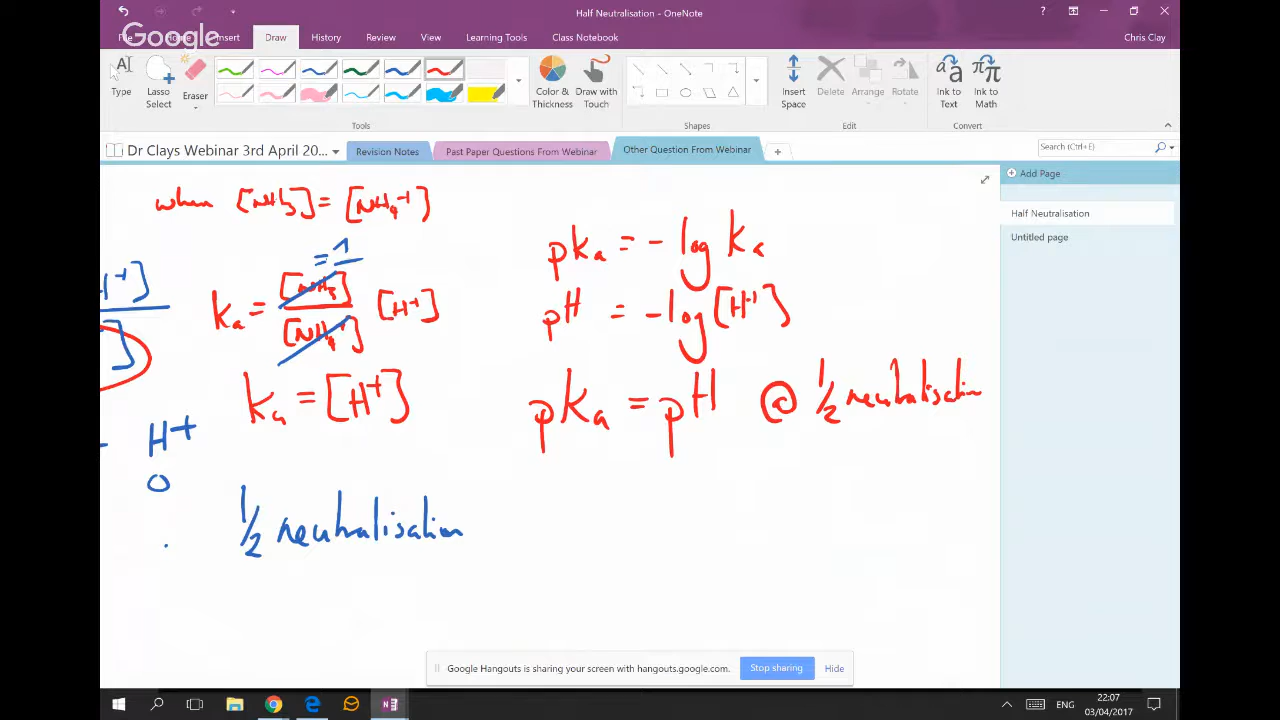 Half Neutralisation - OneNote
Google
Insert Draw History Review View Learning Tools Class Notebook
Chris Clay
Type Lasso Select Eraser Color & Thickness Draw with Touch Insert Space Delete Arrange Rotate Ink to Text Ink to Math
Tools Shapes Edit Convert
Dr Clays Webinar 3rd April 20... Revision Notes Past Paper Questions From Webinar Other Question From Webinar
Search (Ctrl+E)
Add Page
Half Neutralisation
Untitled page
when [NH3] = [NH4+]
= 1
Ka = [NH3] / [NH4+] [H+]
Ka = [H+]
H+
0
1/2 neutralisation
pKa = -log Ka
pH = -log [H+]
pKa = pH @ 1/2 neutralisation
Google Hangouts is sharing your screen with hangouts.google.com. Stop sharing Hide
ENG
22:07
03/04/2017